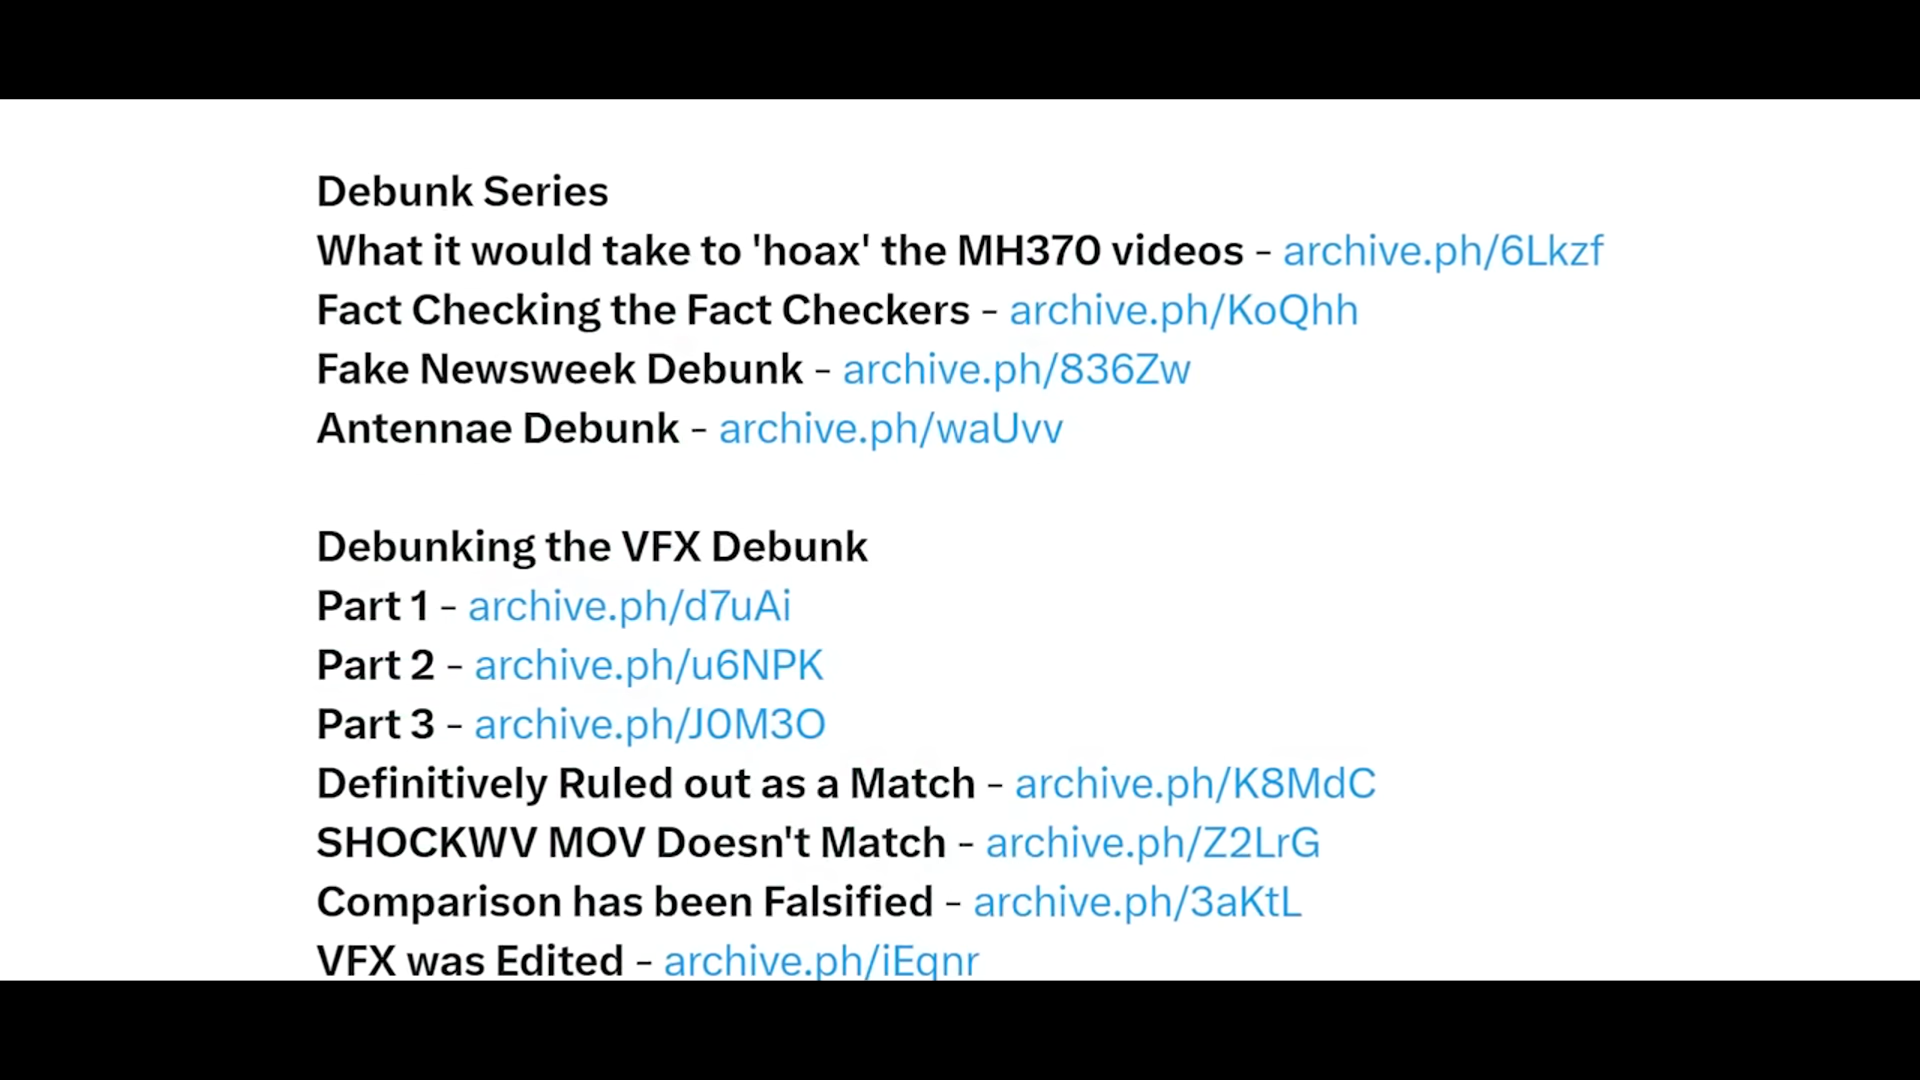 Debunk Series
What it would take to 'hoax' the MH370 videos - archive.ph/6Lkzf
Fact Checking the Fact Checkers - archive.ph/KoQhh
Fake Newsweek Debunk - archive.ph/836Zw
Antennae Debunk - archive.ph/waUvv
Debunking the VFX Debunk
Part 1 - archive.ph/d7uAi
Part 2 - archive.ph/u6NPK
Part 3 - archive.ph/J0M3O
Definitively Ruled out as a Match - archive.ph/K8MdC
SHOCKWV MOV Doesn't Match - archive.ph/Z2LrG
Comparison has been Falsified - archive.ph/3aKtL
VFX was Edited - archive.ph/iEqnr